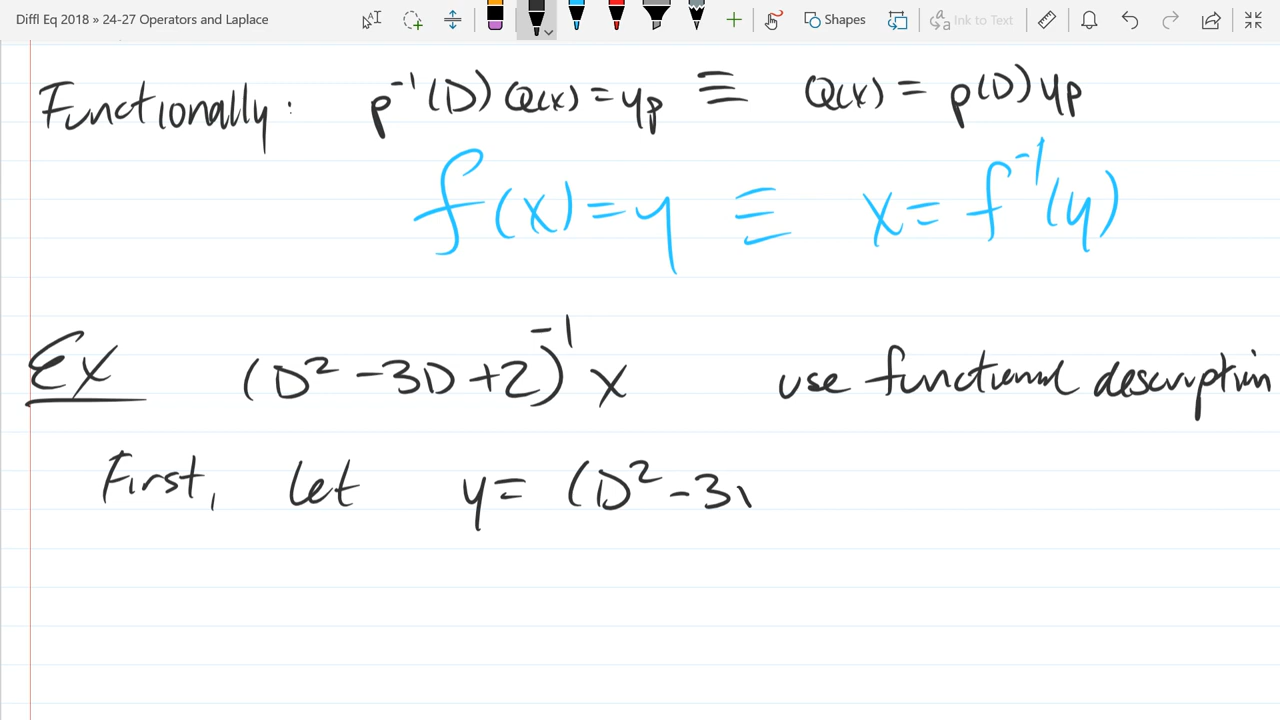 Diffl Eq 2018 » 24-27 Operators and Laplace Shapes Ink to Text
Functionally: p⁻¹(D) Q(x) = yp ≡ Q(x) = p(D) yp
f(x) = y ≡ x = f⁻¹(y)
Ex (D² - 3D + 2)⁻¹ x use functional description
First, let y = (D² - 3